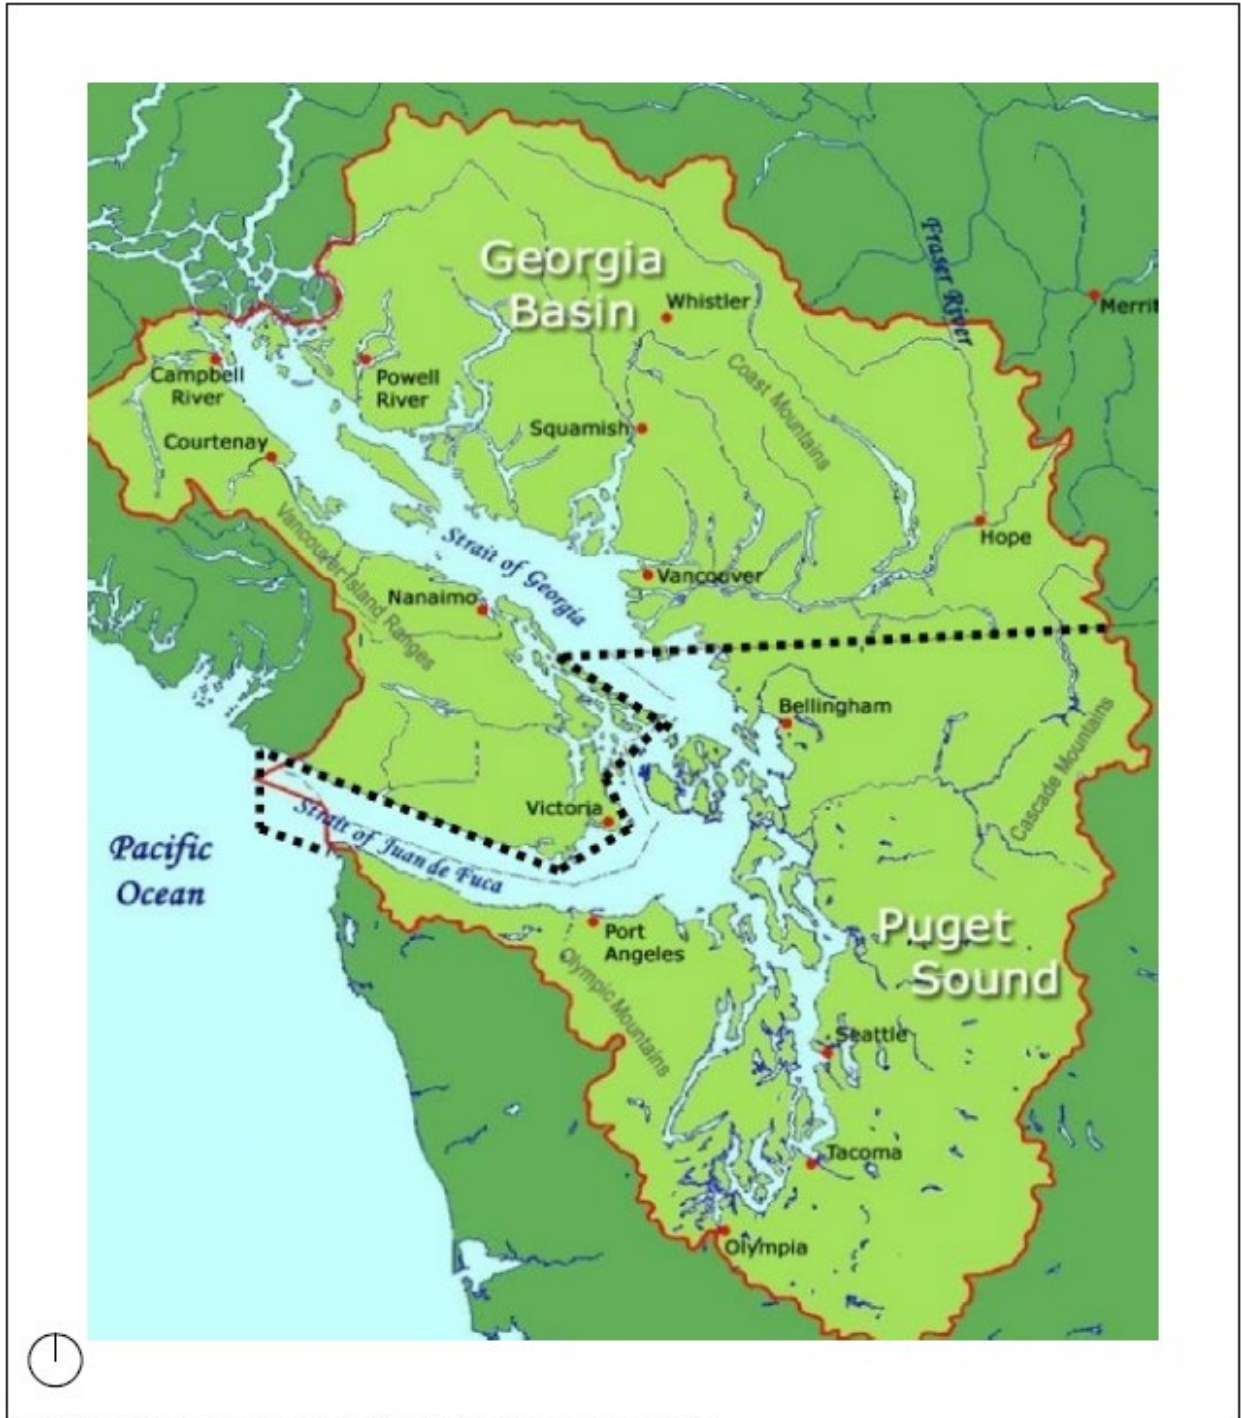 Georgia
Basin
Whistler
Fraser River
Merrit
Campbell
River
Powell
River
Coast Mountains
Squamish
Courtenay
Vancouver Island Ranges
Strait of Georgia
Hope
Vancouver
Nanaimo
Bellingham
Cascade Mountains
Victoria
Strait of Juan de Fuca
Pacific
Ocean
Puget
Sound
Port
Angeles
Olympic Mountains
Seattle
Tacoma
Olympia